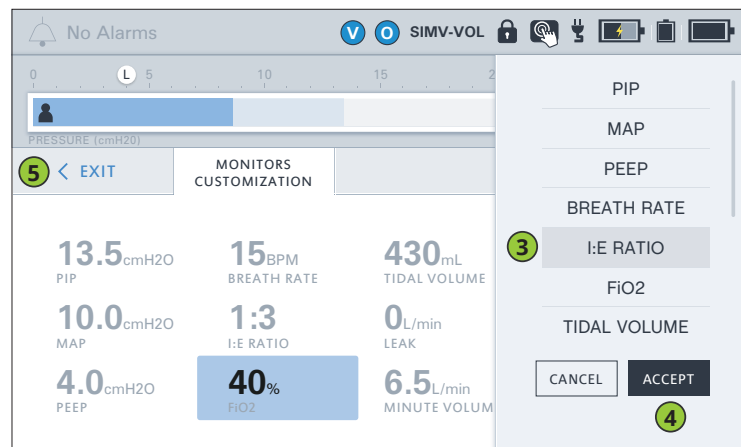 No Alarms
V O SIMV-VOL
0 L 5 10 15 2
PRESSURE (cmH20)
5 < EXIT
MONITORS
CUSTOMIZATION
13.5cmH2O 15BPM 430mL
PIP BREATH RATE TIDAL VOLUME
10.0cmH2O 1:3 0L/min
MAP I:E RATIO LEAK
4.0cmH2O 40% 6.5L/min
PEEP FiO2 MINUTE VOLUM
PIP
MAP
PEEP
BREATH RATE
3 I:E RATIO
FiO2
TIDAL VOLUME
CANCEL ACCEPT
4